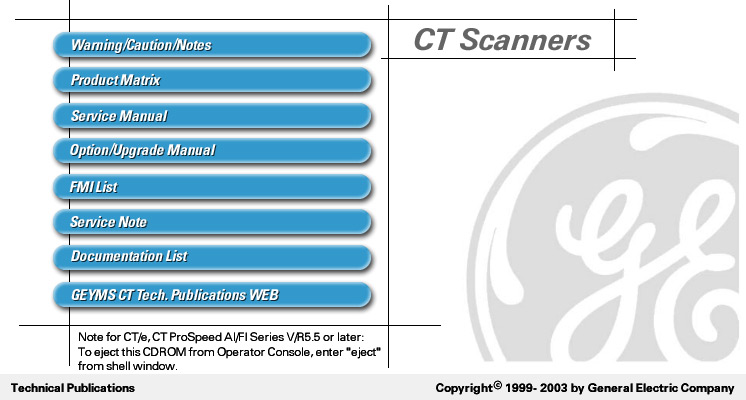 CT Scanners
Warning/Caution/Notes
Product Matrix
Service Manual
Option/Upgrade Manual
FMI List
Service Note
Documentation List
GEYMS CT Tech. Publications WEB
GE
Note for CT/e, CT ProSpeed AI/FI Series V/R5.5 or later:
To eject this CDROM from Operator Console, enter "eject"
from shell window.
Technical Publications
Copyright© 1999- 2003 by General Electric Company